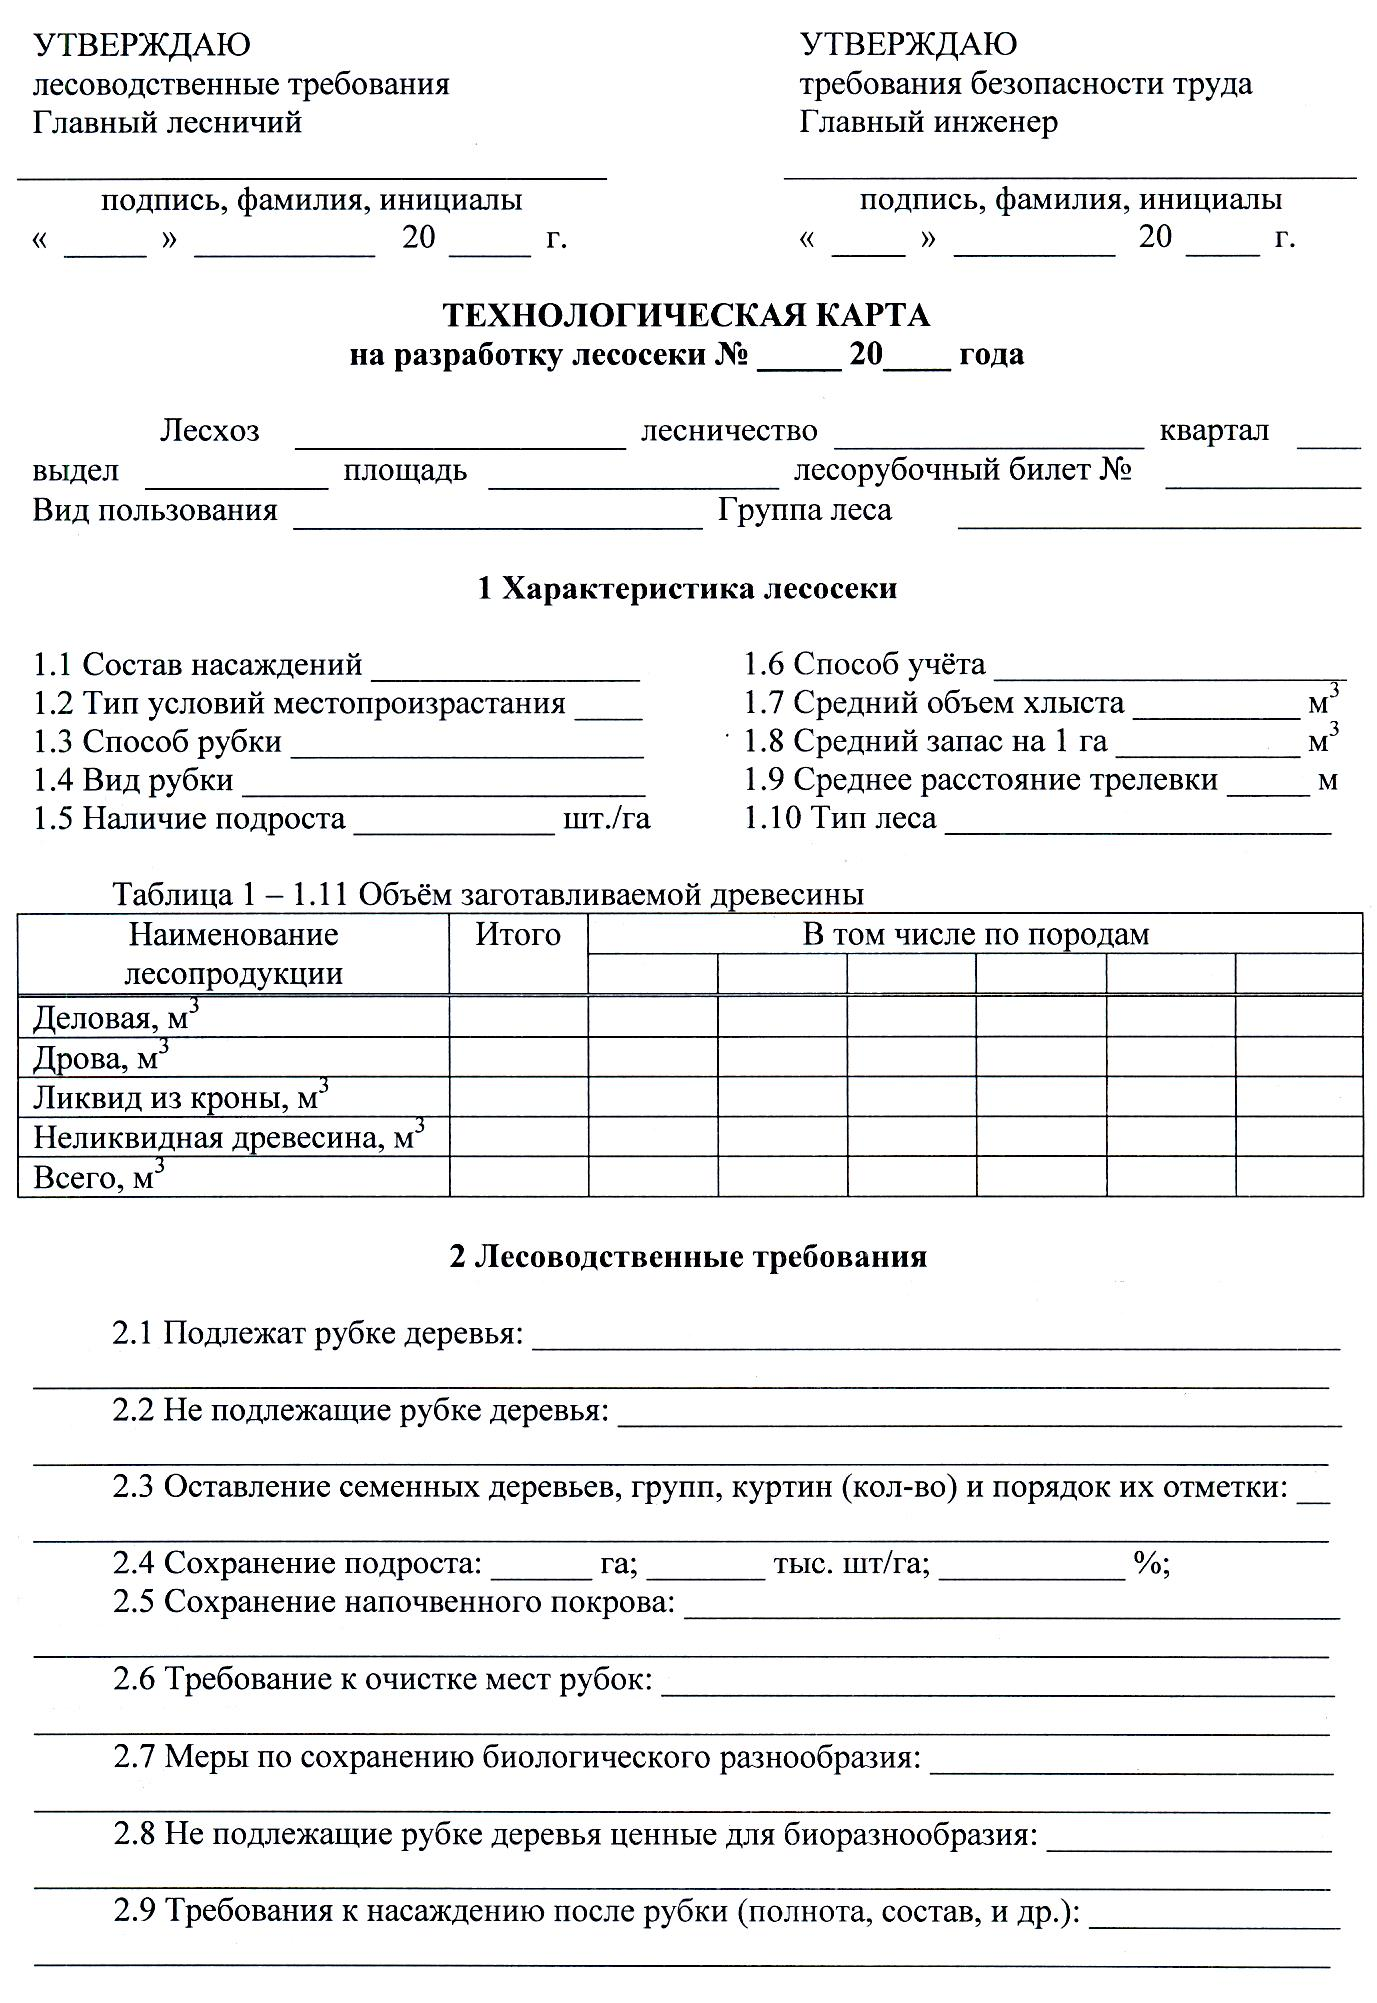 УТВЕРЖДАЮ
лесоводственные требования
Главный лесничий
подпись, фамилия, инициалы
« _____ » ___________ 20 _____ г.
УТВЕРЖДАЮ
требования безопасности труда
Главный инженер
подпись, фамилия, инициалы
« ____ » __________ 20 ____ г.
ТЕХНОЛОГИЧЕСКАЯ КАРТА
на разработку лесосеки № _____ 20____ года
Лесхоз ____________________ лесничество ___________________ квартал ____
выдел ___________ площадь _________________ лесорубочный билет № ____________
Вид пользования _________________________ Группа леса ________________________
1 Характеристика лесосеки
1.1 Состав насаждений ________________
1.2 Тип условий местопроизрастания ____
1.3 Способ рубки _____________________
1.4 Вид рубки ________________________
1.5 Наличие подроста ____________ шт./га
1.6 Способ учёта _____________________
1.7 Средний объем хлыста __________ м³
1.8 Средний запас на 1 га ___________ м³
1.9 Среднее расстояние трелевки _____ м
1.10 Тип леса _______________________
Таблица 1 – 1.11 Объём заготавливаемой древесины
Наименование лесопродукции Итого В том числе по породам
Деловая, м³
Дрова, м³
Ликвид из кроны, м³
Неликвидная древесина, м³
Всего, м³
2 Лесоводственные требования
2.1 Подлежат рубке деревья: ________________________________________________
2.2 Не подлежащие рубке деревья: ___________________________________________
2.3 Оставление семенных деревьев, групп, куртин (кол-во) и порядок их отметки: __
2.4 Сохранение подроста: ______ га; _______ тыс. шт/га; ___________ %;
2.5 Сохранение напочвенного покрова: _______________________________________
2.6 Требование к очистке мест рубок: ________________________________________
2.7 Меры по сохранению биологического разнообразия: ________________________
2.8 Не подлежащие рубке деревья ценные для биоразнообразия: _________________
2.9 Требования к насаждению после рубки (полнота, состав, и др.): _______________